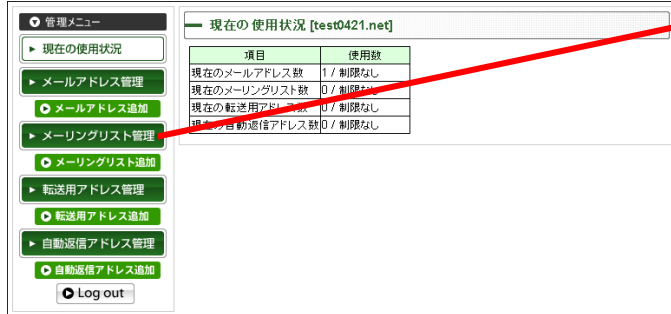 管理メニュー
現在の使用状況
メールアドレス管理
メールアドレス追加
メーリングリスト管理
メーリングリスト追加
転送用アドレス管理
転送用アドレス追加
自動返信アドレス管理
自動返信アドレス追加
Log out
現在の使用状況 [test0421.net]
項目 使用数
現在のメールアドレス数 1 / 制限なし
現在のメーリングリスト数 0 / 制限なし
現在の転送用アドレス数 0 / 制限なし
現在の自動返信アドレス数 0 / 制限なし